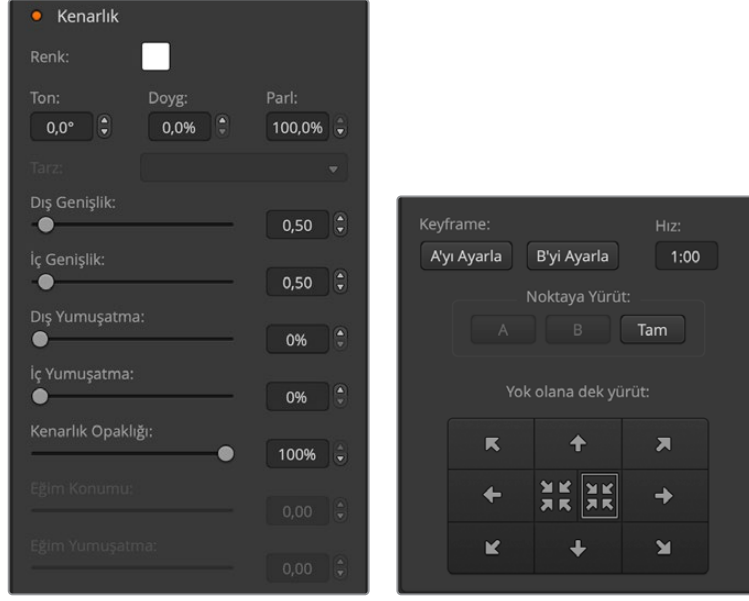 Kenarlık
Renk:
Ton: Doyg: Parl:
0,0° 0,0% 100,0%
Tarz:
Dış Genişlik:
0,50
İç Genişlik:
0,50
Dış Yumuşatma:
0%
İç Yumuşatma:
0%
Kenarlık Opaklığı:
100%
Eğim Konumu:
0,00
Eğim Yumuşatma:
0,00
Keyframe: Hız:
A'yı Ayarla B'yi Ayarla 1:00
Noktaya Yürüt:
A B Tam
Yok olana dek yürüt: